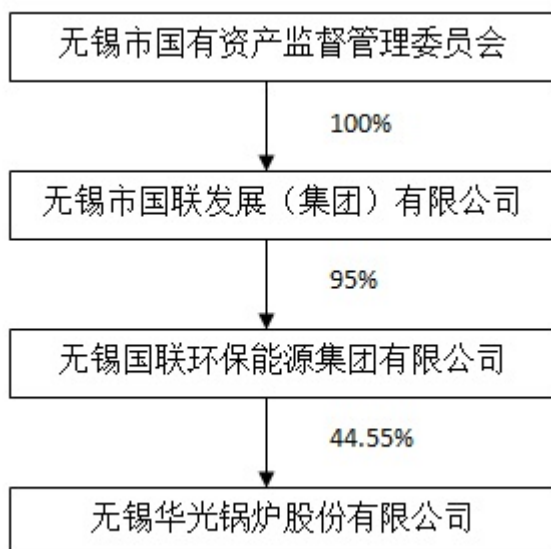 无锡市国有资产监督管理委员会
100%
无锡市国联发展（集团）有限公司
95%
无锡国联环保能源集团有限公司
44.55%
无锡华光锅炉股份有限公司